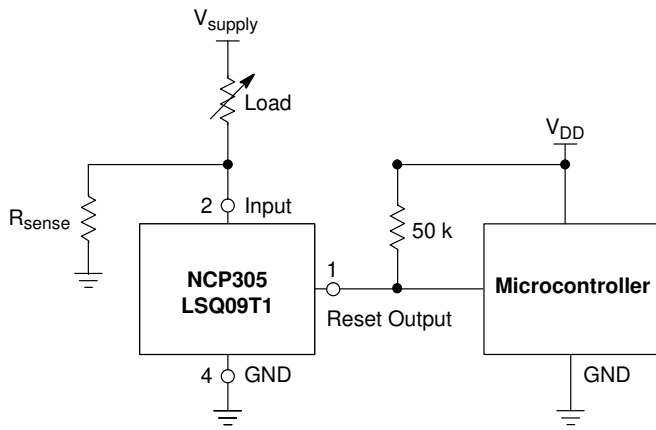 Vsupply
Load
VDD
Rsense
2 Input
50 k
NCP305
LSQ09T1
1
Microcontroller
Reset Output
4 GND
GND